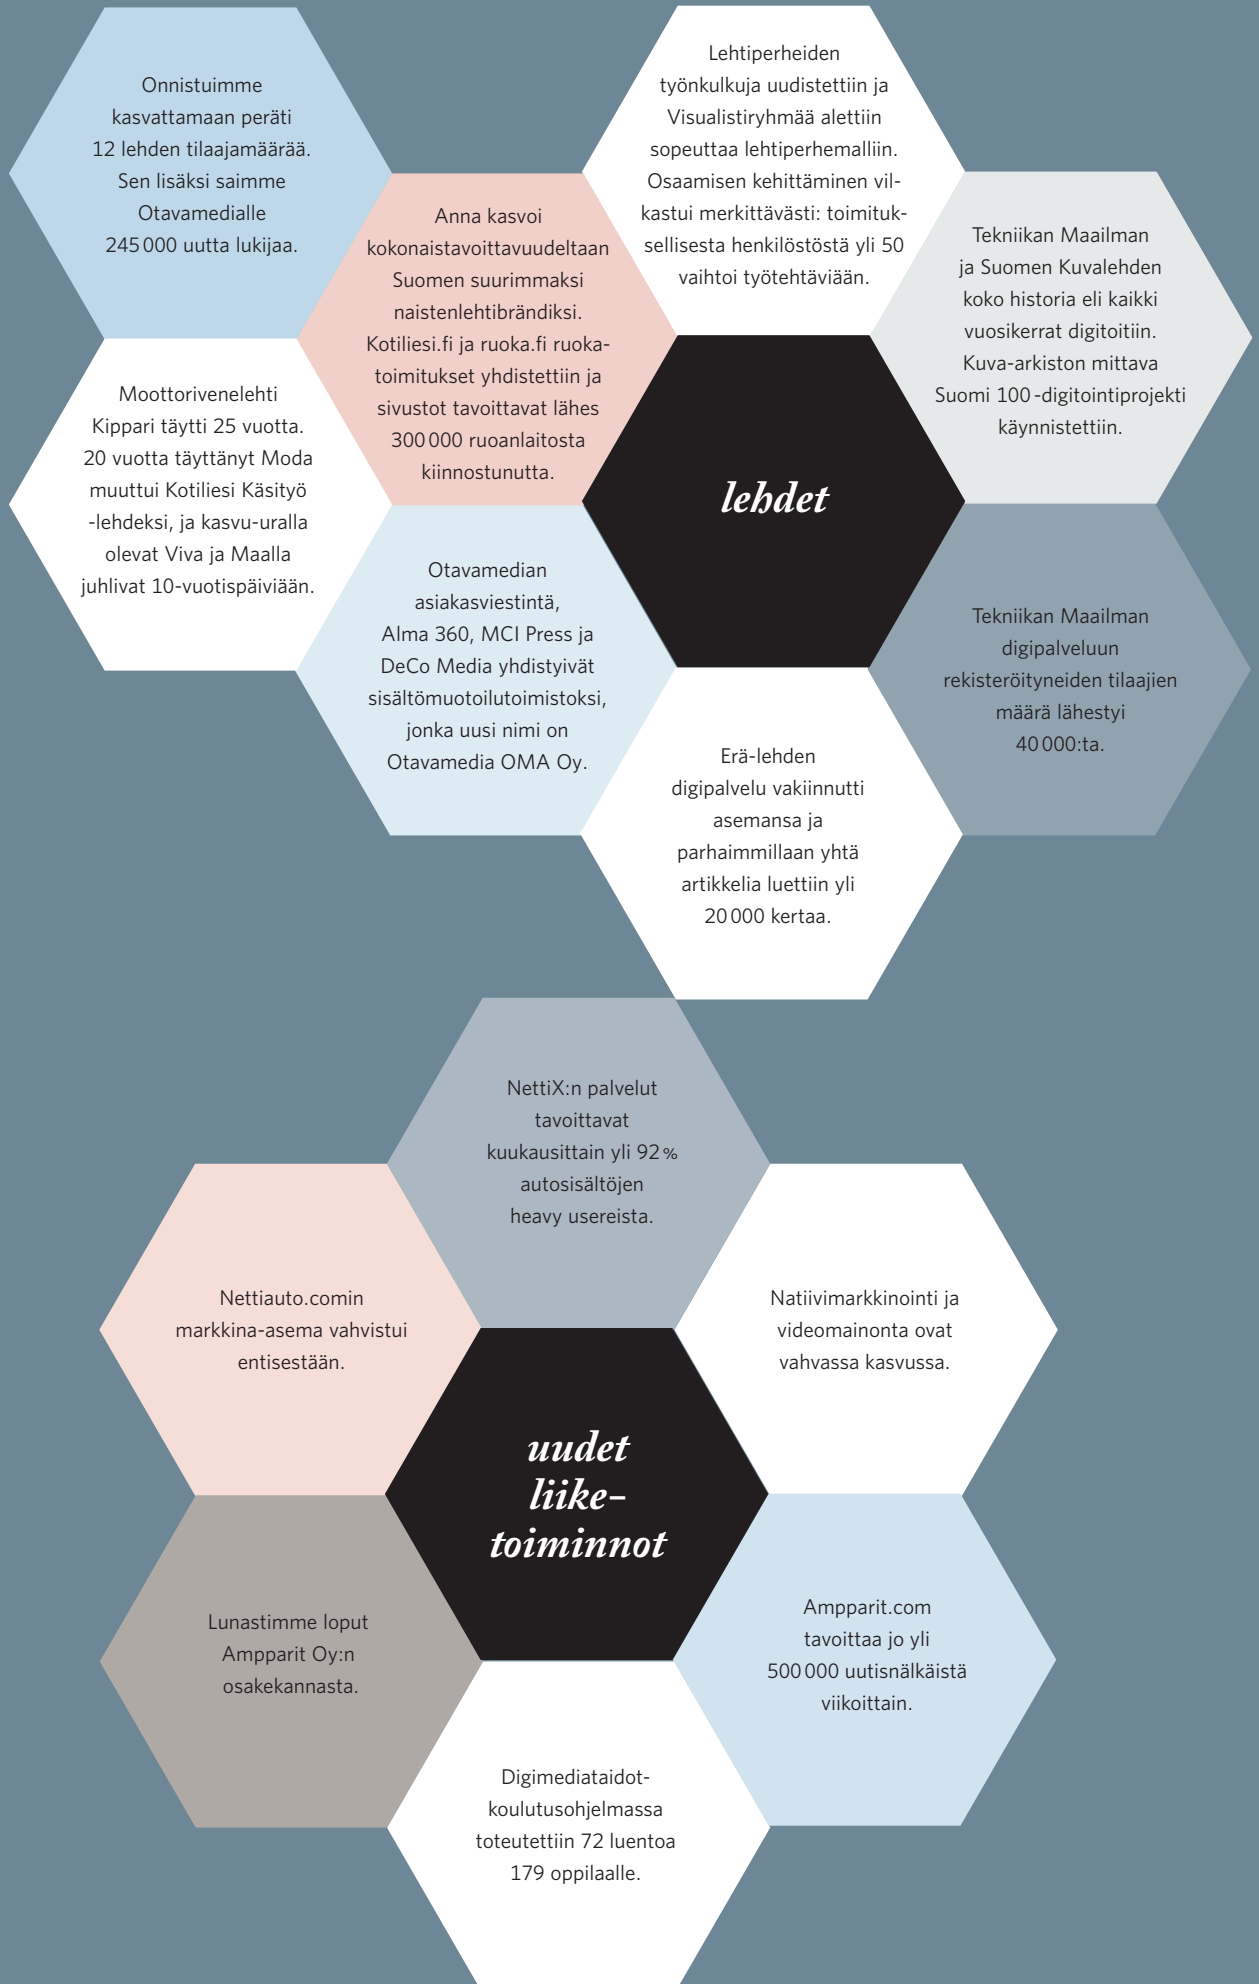 Onnistuimme
kasvattamaan peräti
12 lehden tilaajamäärää.
Sen lisäksi saimme
Otavamedialle
245 000 uutta lukijaa.
Lehtiperheiden
työnkulkuja uudistettiin ja
Visualistiryhmää alettiin
sopeuttaa lehtiperhemalliin.
Osaamisen kehittäminen vil-
kastui merkittävästi: toimituk-
sellisesta henkilöstöstä yli 50
vaihtoi työtehtäviään.
Anna kasvoi
kokonaistavoittavuudeltaan
Suomen suurimmaksi
naistenlehtibrändiksi.
Kotiliesi.fi ja ruoka.fi ruoka-
toimitukset yhdistettiin ja
sivustot tavoittavat lähes
300 000 ruoanlaitosta
kiinnostunutta.
Tekniikan Maailman
ja Suomen Kuvalehden
koko historia eli kaikki
vuosikerrat digitoitiin.
Kuva-arkiston mittava
Suomi 100 -digitointiprojekti
käynnistettiin.
Moottorivenelehti
Kippari täytti 25 vuotta.
20 vuotta täyttänyt Moda
muuttui Kotiliesi Käsityö
-lehdeksi, ja kasvu-uralla
olevat Viva ja Maalla
juhlivat 10-vuotispäiviään.
lehdet
Otavamedian
asiakasviestintä,
Alma 360, MCI Press ja
DeCo Media yhdistyivät
sisältömuotoilutoimistoksi,
jonka uusi nimi on
Otavamedia OMA Oy.
Tekniikan Maailman
digipalveluun
rekisteröityneiden tilaajien
määrä lähestyi
40 000:ta.
Erä-lehden
digipalvelu vakiinnutti
asemansa ja
parhaimmillaan yhtä
artikkelia luettiin yli
20 000 kertaa.
NettiX:n palvelut
tavoittavat
kuukausittain yli 92 %
autosisältöjen
heavy usereista.
Nettiauto.comin
markkina-asema vahvistui
entisestään.
Natiivimarkkinointi ja
videomainonta ovat
vahvassa kasvussa.
uudet
liike-
toiminnot
Lunastimme loput
Ampparit Oy:n
osakekannasta.
Ampparit.com
tavoittaa jo yli
500 000 uutisnälkäistä
viikoittain.
Digimediataidot-
koulutusohjelmassa
toteutettiin 72 luentoa
179 oppilaalle.